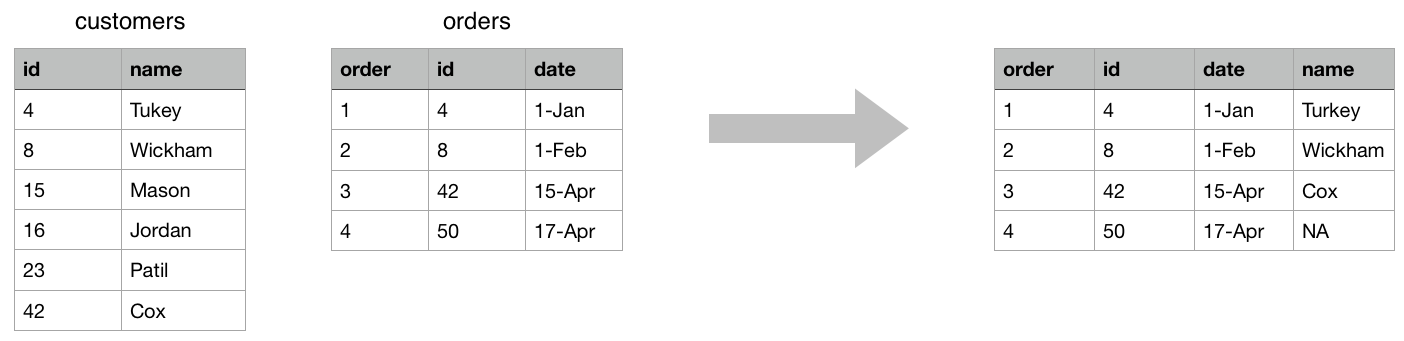 customers
id name
4 Tukey
8 Wickham
15 Mason
16 Jordan
23 Patil
42 Cox
orders
order id date
1 4 1-Jan
2 8 1-Feb
3 42 15-Apr
4 50 17-Apr
order id date name
1 4 1-Jan Turkey
2 8 1-Feb Wickham
3 42 15-Apr Cox
4 50 17-Apr NA